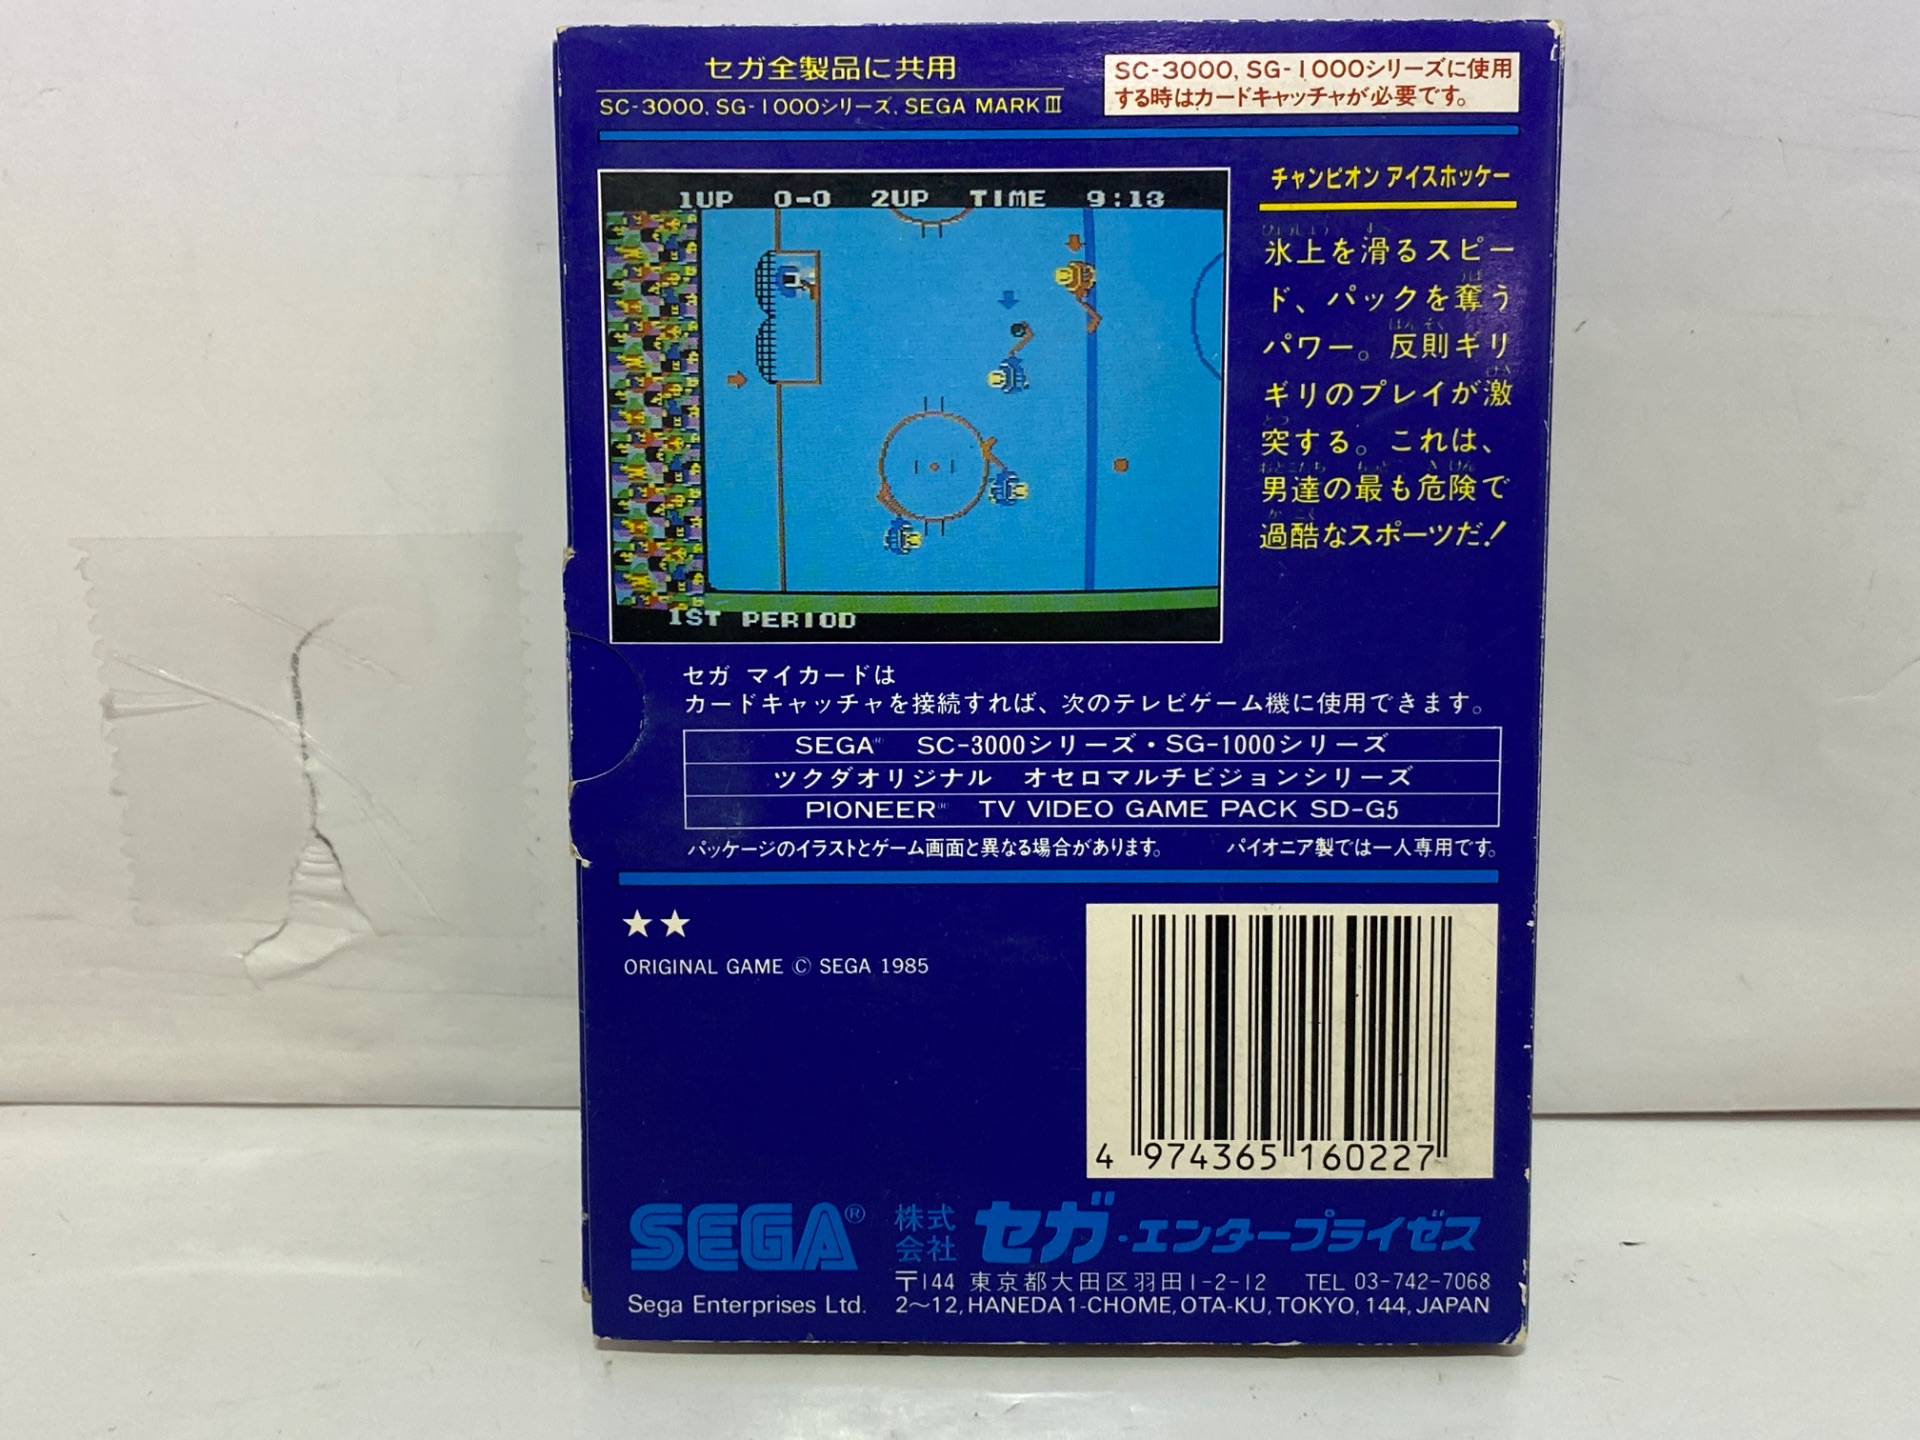 セガ全製品に共用
SC-3000, SG-1000シリーズ, SEGA MARKⅢ
SC-3000, SG-1000シリーズに使用
する時はカードキャッチャが必要です。
1UP 0-0 2UP TIME 9:13
1ST PERIOD
チャンピオン アイスホッケー
氷上を滑るスピー
ド、パックを奪う
パワー。反則ギリ
ギリのプレイが激
突する。これは、
男達の最も危険で
過酷なスポーツだ!
セガ マイカードは
カードキャッチャを接続すれば、次のテレビゲーム機に使用できます。
SEGA® SC-3000シリーズ・SG-1000シリーズ
ツクダオリジナル オセロマルチビジョンシリーズ
PIONEER® TV VIDEO GAME PACK SD-G5
パッケージのイラストとゲーム画面と異なる場合があります。 パイオニア製では一人専用です。
★★
ORIGINAL GAME © SEGA 1985
4 974365 160227
SEGA® 株式会社 セガ・エンタープライゼス
〒144 東京都大田区羽田1-2-12 TEL 03-742-7068
Sega Enterprises Ltd. 2〜12, HANEDA 1-CHOME, OTA-KU, TOKYO, 144, JAPAN